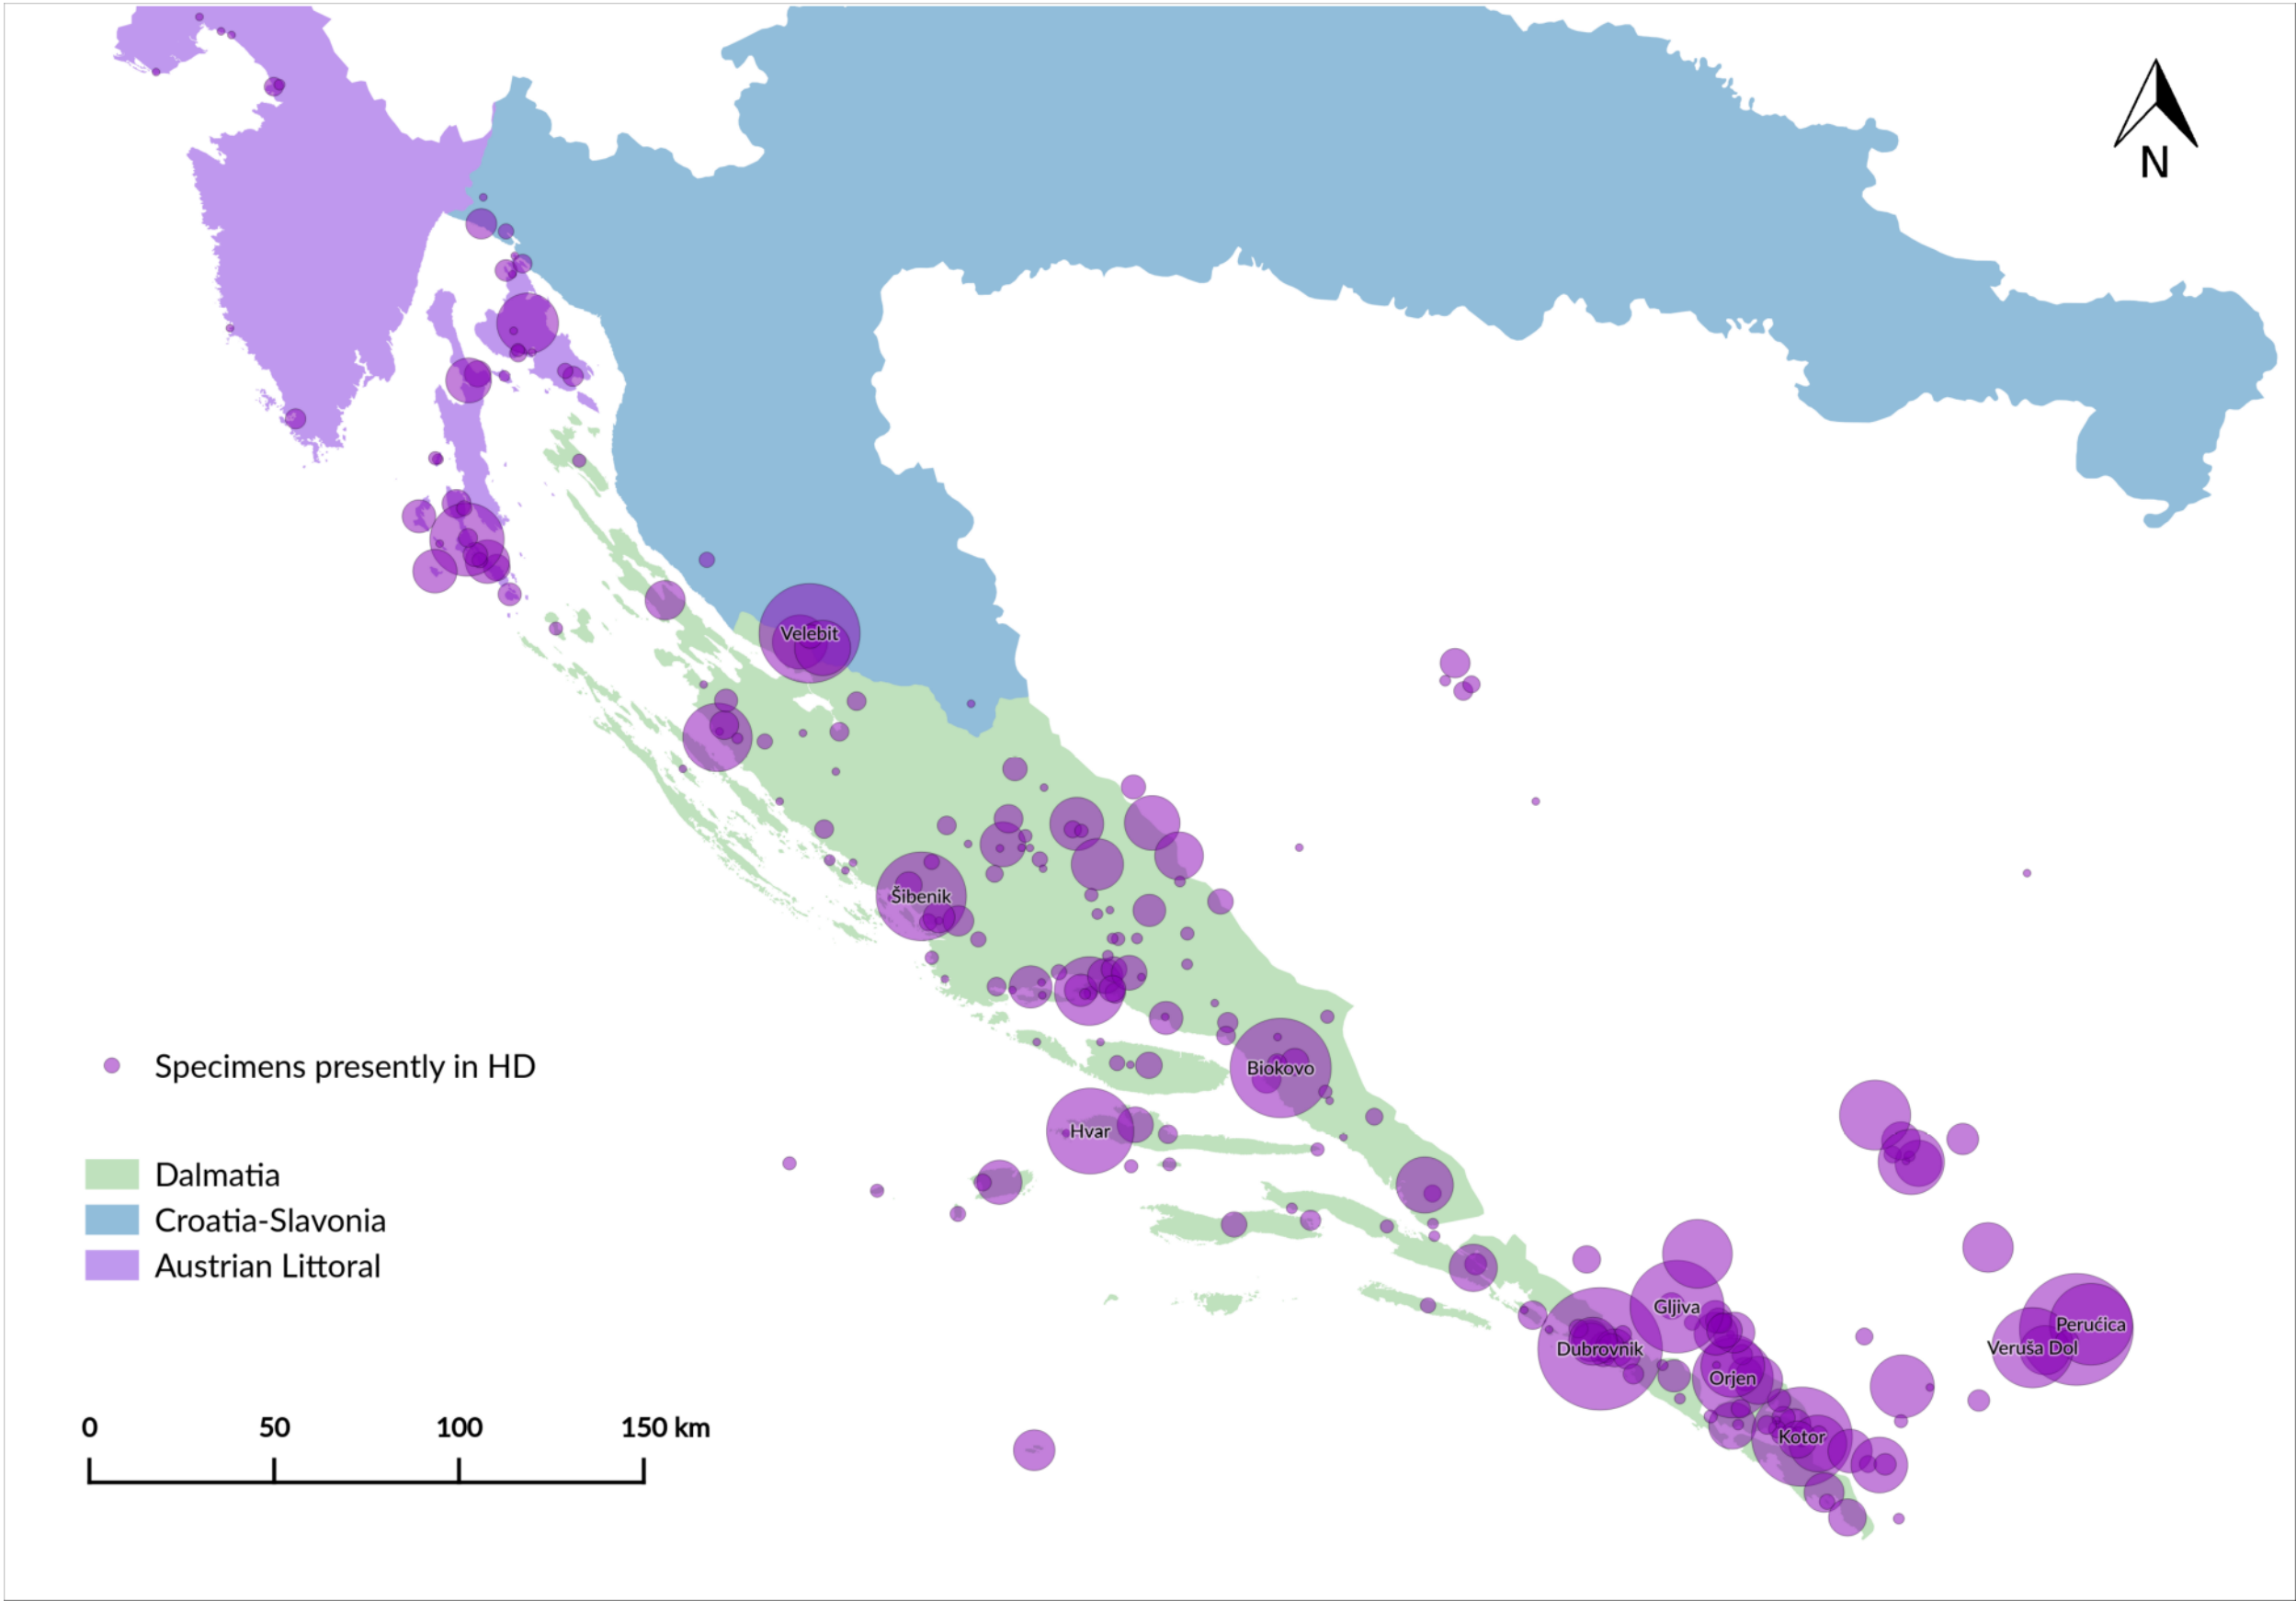 N
Velebit
Šibenik
Biokovo
Hvar
Specimens presently in HD
Dalmatia
Croatia-Slavonia
Austrian Littoral
Gljiva
Perućica
Veruša Dol
Dubrovnik
Orjen
Kotor
0 50 100 150 km